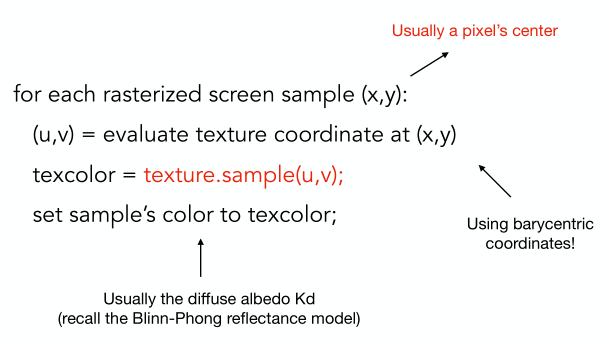 Usually a pixel's center
for each rasterized screen sample (x,y):
(u,v) = evaluate texture coordinate at (x,y)
texcolor = texture.sample(u,v);
set sample's color to texcolor;
Using barycentric
coordinates!
Usually the diffuse albedo Kd
(recall the Blinn-Phong reflectance model)